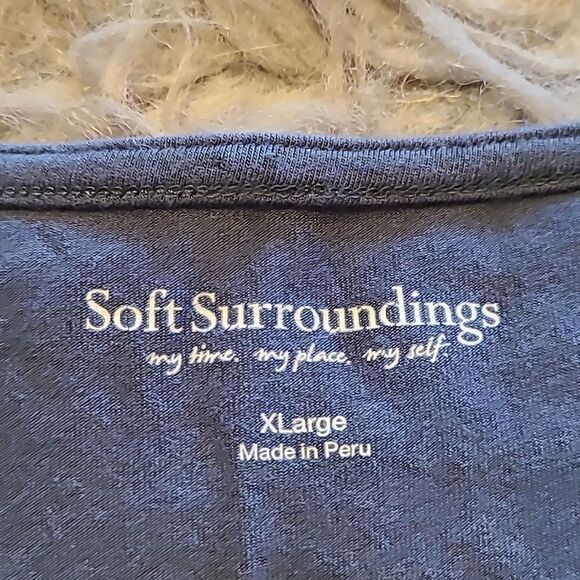 Soft Surroundings
my time. my place. my self.
XLarge
Made in Peru